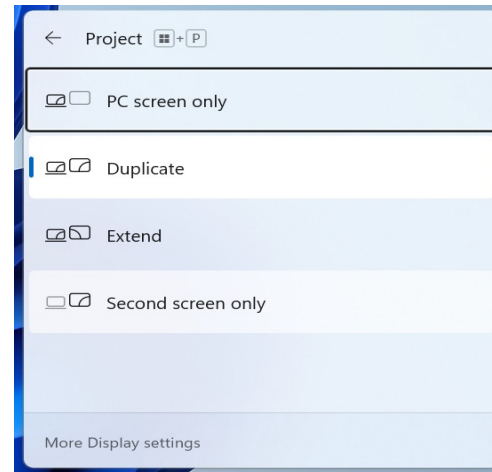 Project + P
PC screen only
Duplicate
Extend
Second screen only
More Display settings